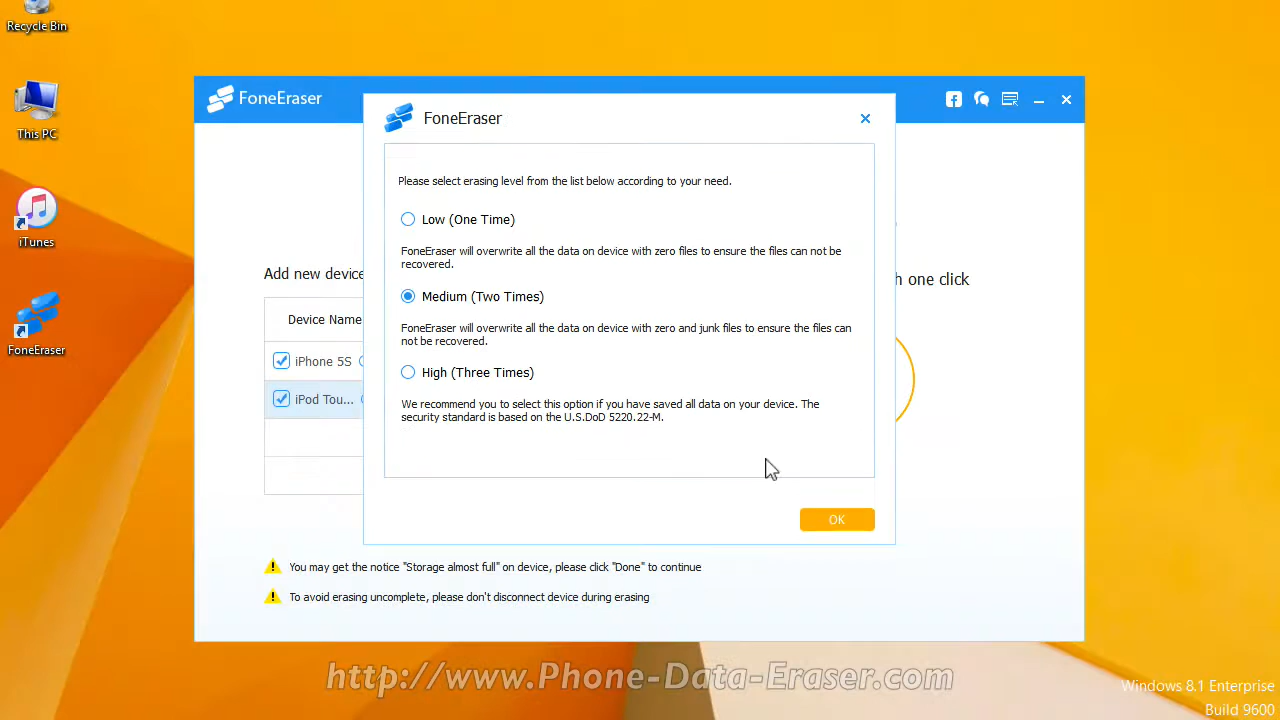 Recycle Bin
This PC
iTunes
FoneEraser
FoneEraser
FoneEraser
Please select erasing level from the list below according to your need.
Low (One Time)
FoneEraser will overwrite all the data on device with zero files to ensure the files can not be
recovered.
Medium (Two Times)
FoneEraser will overwrite all the data on device with zero and junk files to ensure the files can
not be recovered.
High (Three Times)
We recommend you to select this option if you have saved all data on your device. The
security standard is based on the U.S.DoD 5220.22-M.
OK
Add new device
h one click
Device Name
iPhone 5S
iPod Tou...
You may get the notice "Storage almost full" on device, please click "Done" to continue
To avoid erasing uncomplete, please don't disconnect device during erasing
http://www.Phone-Data-Eraser.com
Windows 8.1 Enterprise
Build 9600